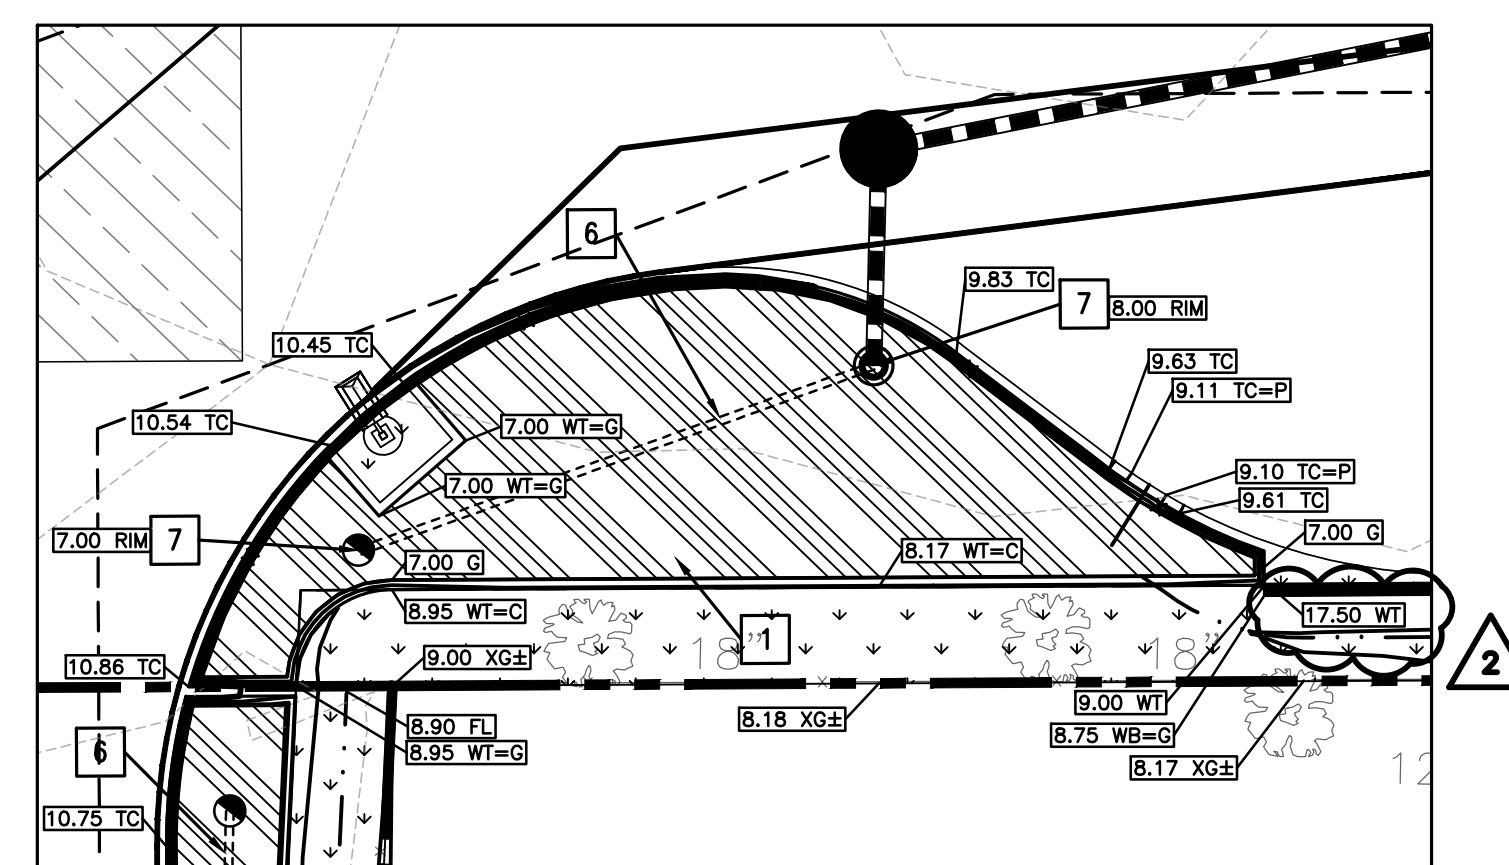 6
9.83 TC
7
8.00 RIM
10.45 TC
9.63 TC
9.11 TC=P
10.54 TC
7.00 WT=G
9.10 TC=P
7.00 WT=G
9.61 TC
7.00 G
7.00 RIM
7
8.17 WT=C
7.00 G
8.95 WT=C
17.50 WT
1
18"
18"
9.00 XG±
10.86 TC
2
9.00 WT
8.18 XG±
8.90 FL
8.75 WB=G
8.95 WT=G
6
8.17 XG±
12
10.75 TC